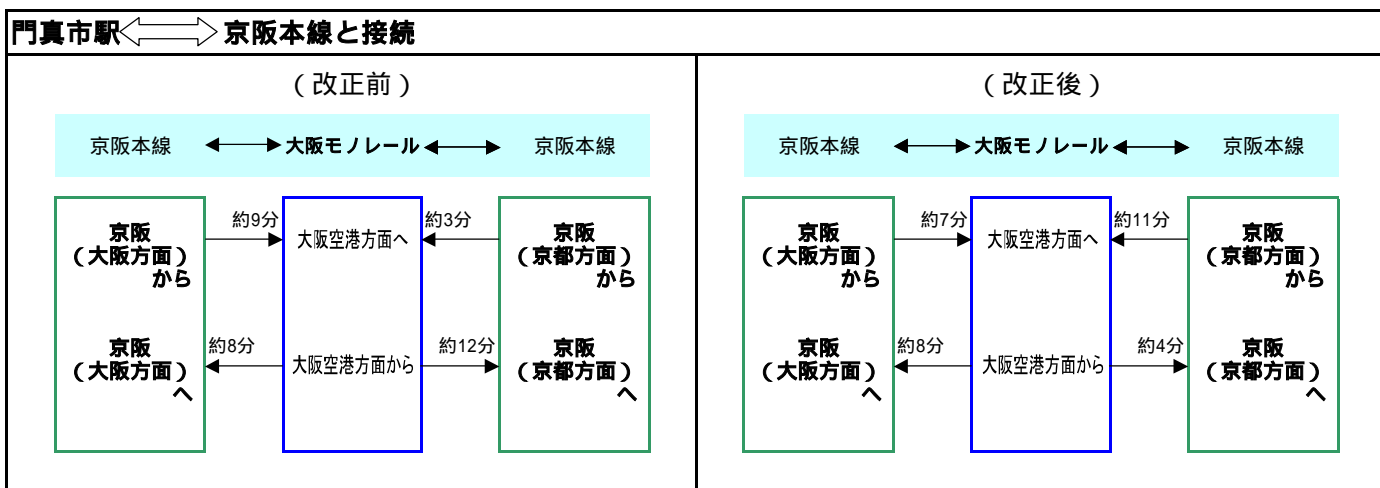 門真市駅 京阪本線と接続
(改正前)
京阪本線 大阪モノレール 京阪本線
京阪
(大阪方面)
から
約9分
大阪空港方面へ
約3分
京阪
(京都方面)
から
京阪
(大阪方面)
へ
約8分
大阪空港方面から
約12分
京阪
(京都方面)
へ
(改正後)
京阪本線 大阪モノレール 京阪本線
京阪
(大阪方面)
から
約7分
大阪空港方面へ
約11分
京阪
(京都方面)
から
京阪
(大阪方面)
へ
約8分
大阪空港方面から
約4分
京阪
(京都方面)
へ